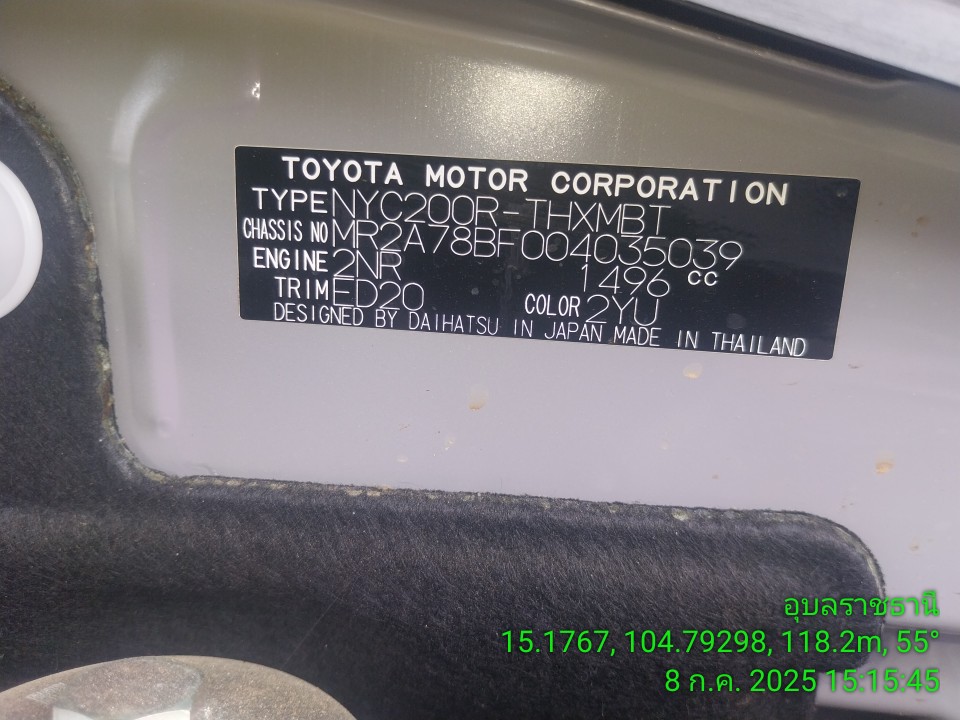 TOYOTA MOTOR CORPORATION
TYPE NYC200R-THXMBT
CHASSIS NO MR2A78BF004035039
ENGINE 2NR 1496 CC
TRIM ED20 COLOR 2YU
DESIGNED BY DAIHATSU IN JAPAN MADE IN THAILAND
อุบลราชธานี
15.1767, 104.79298, 118.2m, 55°
8 ก.ค. 2025 15:15:45